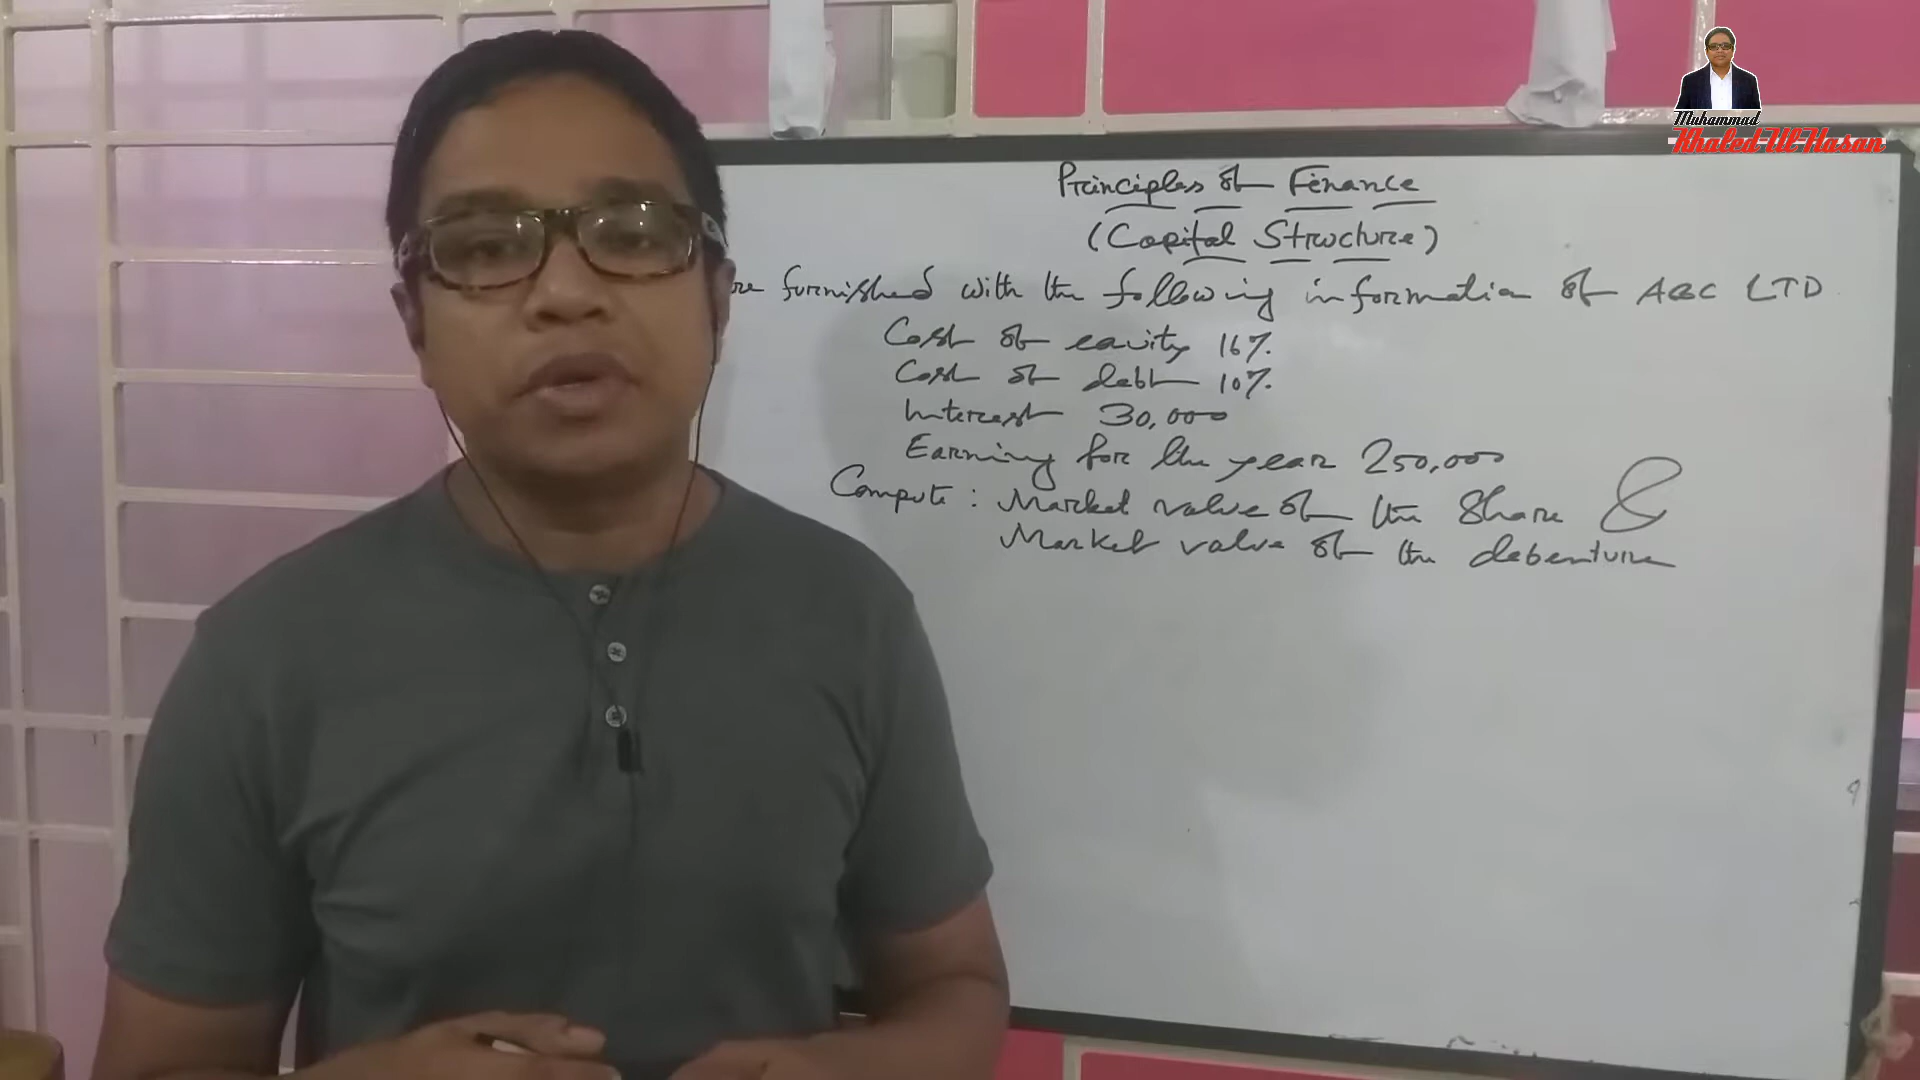 Muhammad
Khaled Ul Hasan
Principles of Finance
(Capital Structure)
are furnished with the following information of ABC LTD
Cost of equity 16%
Cost of debt 10%
Interest 30,000
Earning for the year 250,000
Compute: Market value of the Share &
Market value of the debenture